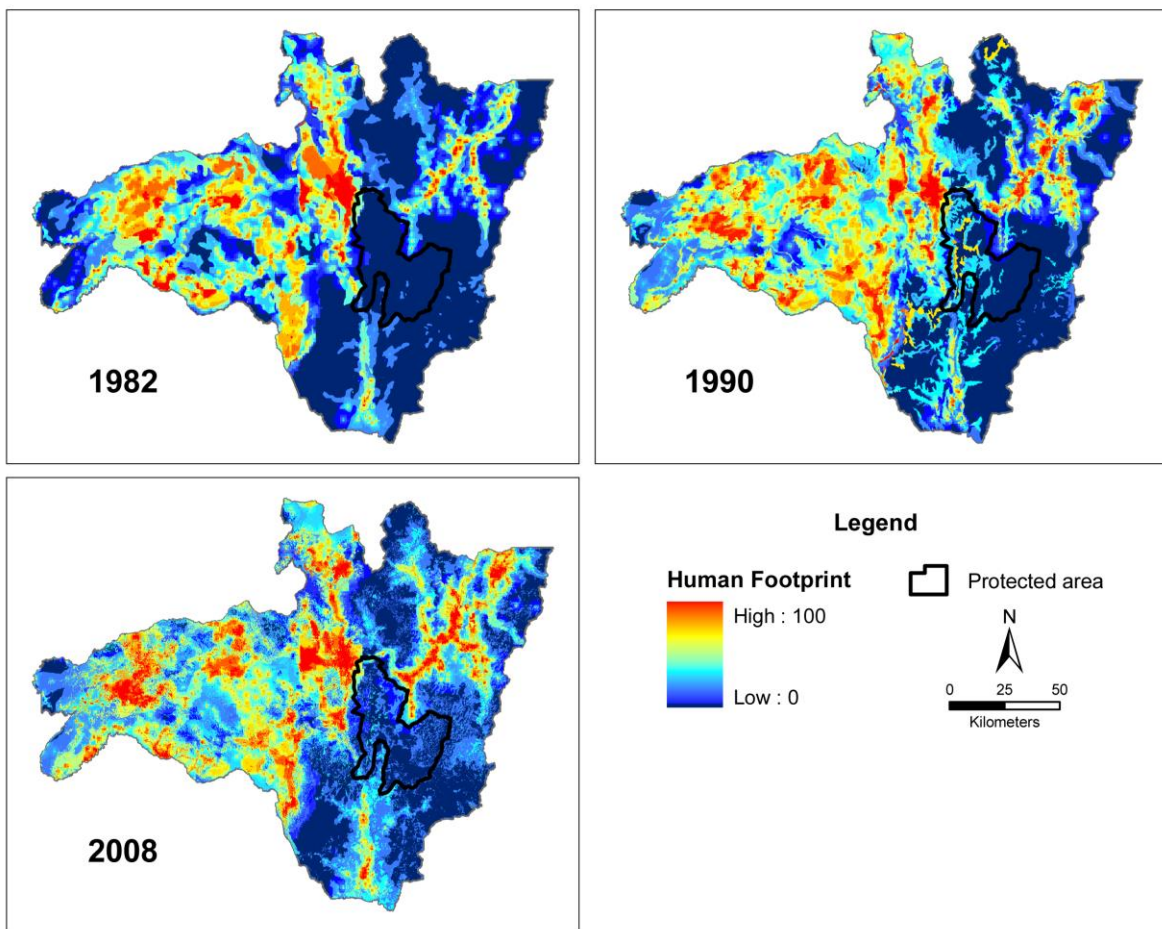 1982
1990
2008
Legend
Human Footprint
High : 100
Low : 0
Protected area
N
0 25 50
Kilometers